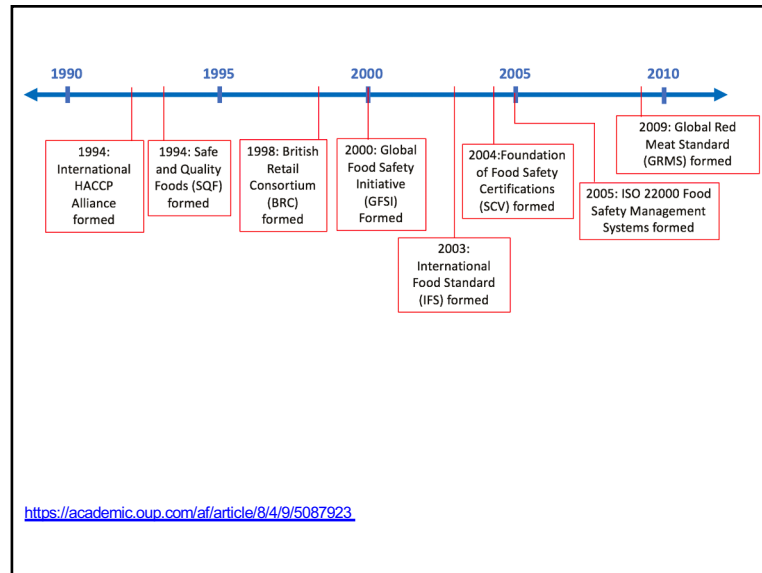 1990
1995
2000
2005
2010
1994:
International
HACCP
Alliance
formed
1994: Safe
and Quality
Foods (SQF)
formed
1998: British
Retail
Consortium
(BRC)
formed
2000: Global
Food Safety
Initiative
(GFSI)
Formed
2003:
International
Food Standard
(IFS) formed
2004:Foundation
of Food Safety
Certifications
(SCV) formed
2005: ISO 22000 Food
Safety Management
Systems formed
2009: Global Red
Meat Standard
(GRMS) formed
https://academic.oup.com/af/article/8/4/9/5087923